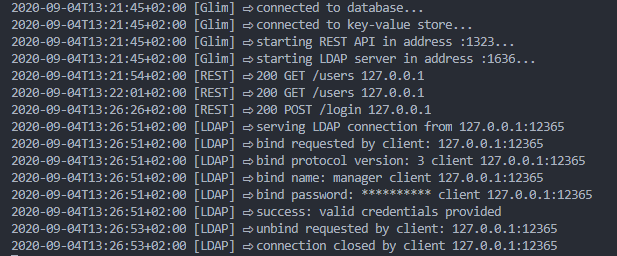 2020-09-04T13:21:45+02:00 [Glim] ⇨ connected to database...
2020-09-04T13:21:45+02:00 [Glim] ⇨ connected to key-value store...
2020-09-04T13:21:45+02:00 [Glim] ⇨ starting REST API in address :1323...
2020-09-04T13:21:45+02:00 [Glim] ⇨ starting LDAP server in address :1636...
2020-09-04T13:21:54+02:00 [REST] ⇨ 200 GET /users 127.0.0.1
2020-09-04T13:22:01+02:00 [REST] ⇨ 200 GET /users 127.0.0.1
2020-09-04T13:26:26+02:00 [REST] ⇨ 200 POST /login 127.0.0.1
2020-09-04T13:26:51+02:00 [LDAP] ⇨ serving LDAP connection from 127.0.0.1:12365
2020-09-04T13:26:51+02:00 [LDAP] ⇨ bind requested by client: 127.0.0.1:12365
2020-09-04T13:26:51+02:00 [LDAP] ⇨ bind protocol version: 3 client 127.0.0.1:12365
2020-09-04T13:26:51+02:00 [LDAP] ⇨ bind name: manager client 127.0.0.1:12365
2020-09-04T13:26:51+02:00 [LDAP] ⇨ bind password: ********** client 127.0.0.1:12365
2020-09-04T13:26:51+02:00 [LDAP] ⇨ success: valid credentials provided
2020-09-04T13:26:53+02:00 [LDAP] ⇨ unbind requested by client: 127.0.0.1:12365
2020-09-04T13:26:53+02:00 [LDAP] ⇨ connection closed by client 127.0.0.1:12365